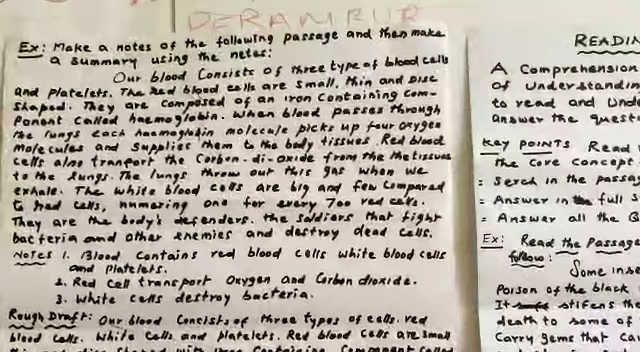 PERAMBUR
Ex: Make a notes of the following passage and then make
a summary using the notes:
Our blood consists of three type of blood cells
and platelets. The Red blood cells are small, thin and Disc
shaped. They are composed of an iron containing com-
ponent called haemoglobin. When blood passes through
the lungs each haemoglobin molecule picks up four oxygen
molecules and supplies them to the body tissues. Red blood
cells also transport the Carbon-di-oxide from the thetissues
to the lungs. The lungs throw out this gas when we
exhale. The white blood cells are big and few compared
to Red cells, numering one for every 700 red cells.
They are the body's defenders. the soldiers that fight
bacteria and other enemies and destroy dead cells.
Notes 1. Blood contains red blood cells white blood cells
and platelets.
2. Red cell transport oxygen and Carbon dioxide.
3. White cells destroy bacteria.
Rough Draft: Our blood consists of three types of cells. red
blood cells. White cells and platelets. Red blood cells are small
READIN
A Comprehension
of understandin
to read and und
answer the quest
Key POINTS Read
the core concept
= Serch in the passag
= Answer in the full s
= Answer all the Q
Ex: Read the Passage
follow:
Some inse
Poison of the black
It stifens th
death to some of
Carry gems that ca